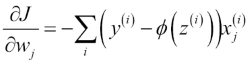 ∂J/∂w_j = −∑_i (y^(i) − ϕ(z^(i))) x_j^(i)